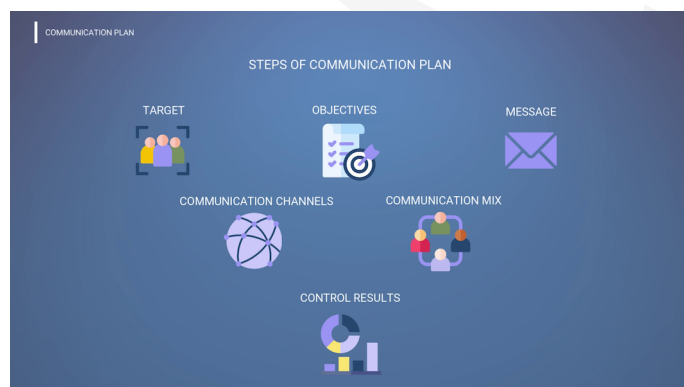 COMMUNICATION PLAN
STEPS OF COMMUNICATION PLAN
TARGET
OBJECTIVES
MESSAGE
COMMUNICATION CHANNELS
COMMUNICATION MIX
CONTROL RESULTS